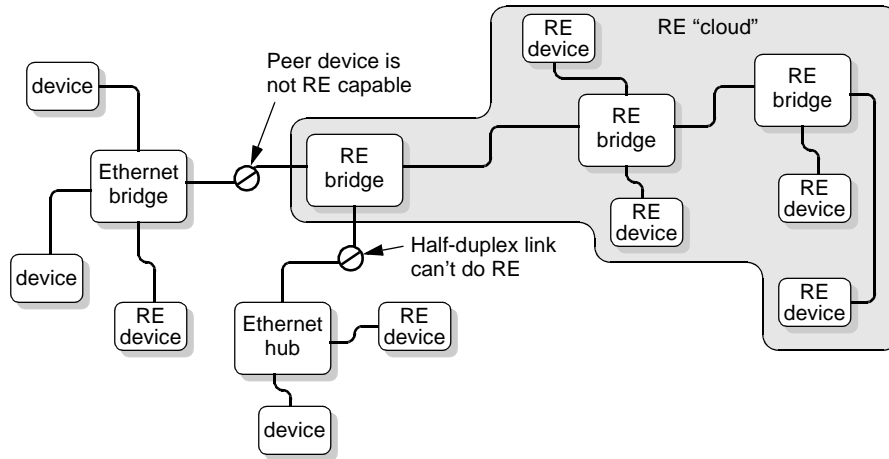 RE
device
RE “cloud”
Peer device is
not RE capable
device
RE
bridge
RE
bridge
RE
bridge
Ethernet
bridge
RE
device
RE
device
Half-duplex link
can't do RE
device
RE
device
RE
device
Ethernet
hub
RE
device
device